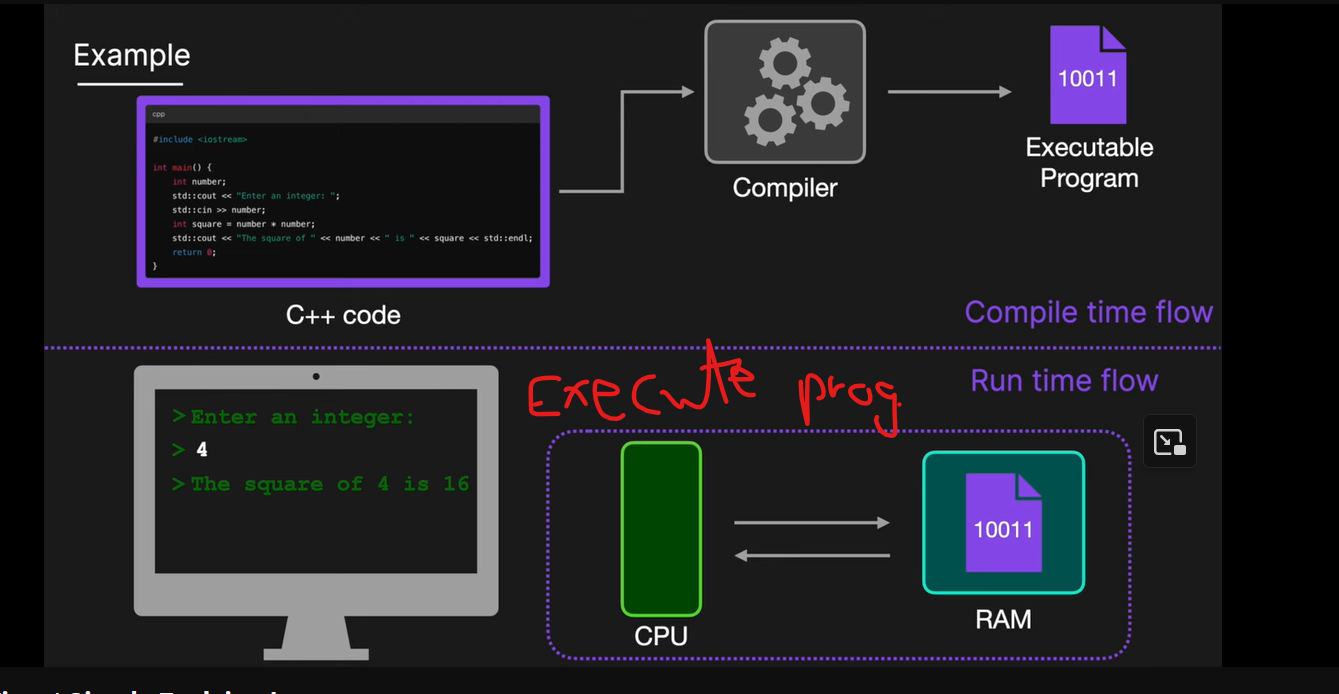 Example
cpp
#include <iostream>
int main() {
int number;
std::cout << "Enter an integer: ";
std::cin >> number;
int square = number * number;
std::cout << "The square of " << number << " is " << square << std::endl;
return 0;
}
C++ code
Compiler
10011
Executable
Program
Compile time flow
Run time flow
Execute prog
>Enter an integer:
> 4
>The square of 4 is 16
CPU
10011
RAM